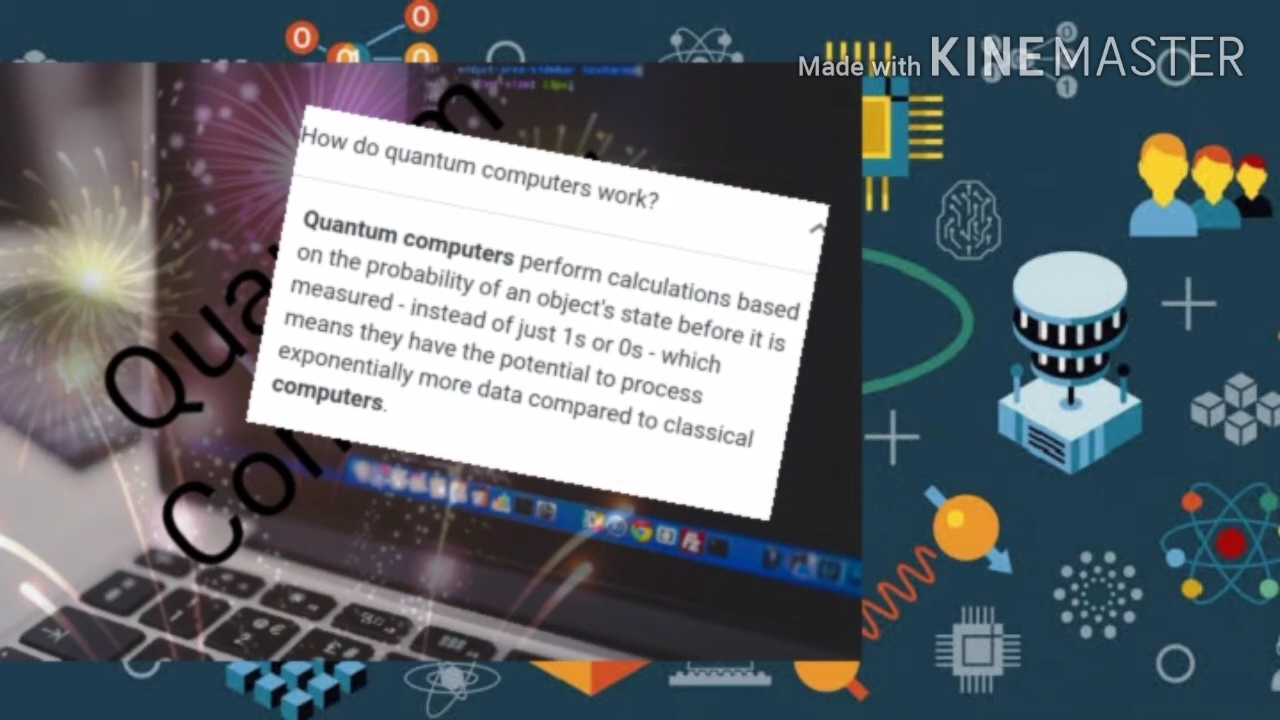 Made with KINEMASTER
How do quantum computers work?
Quantum computers perform calculations based
on the probability of an object's state before it is
measured - instead of just 1s or 0s - which
means they have the potential to process
exponentially more data compared to classical
computers.